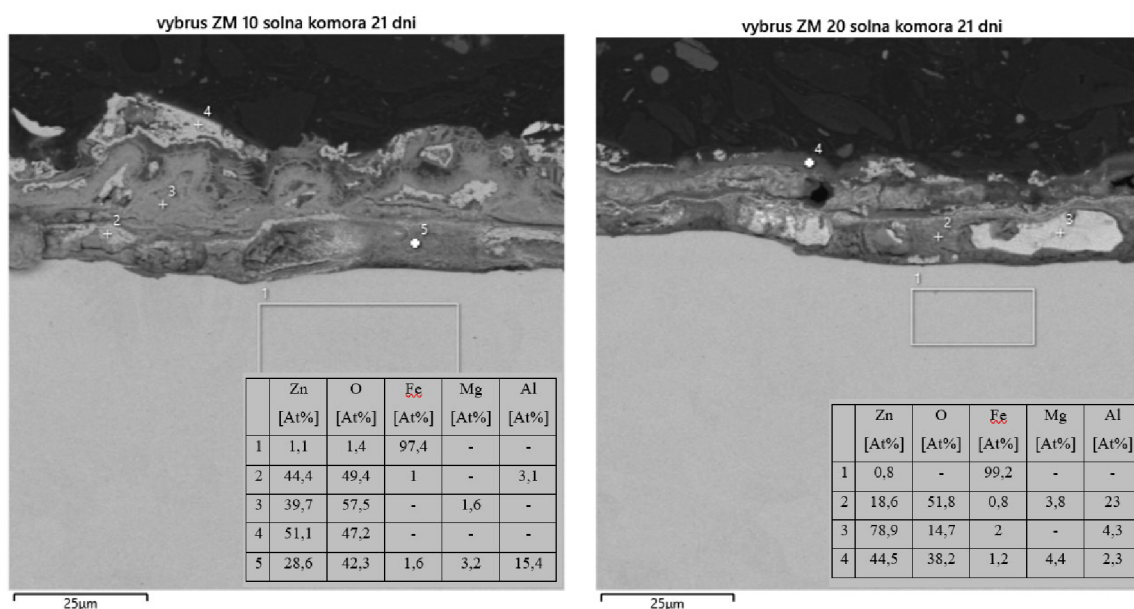 vybrus ZM 10 solna komora 21 dni
4
3
2
5
1
Zn O Fe Mg Al
[At%] [At%] [At%] [At%] [At%]
1 1,1 1,4 97,4 - -
2 44,4 49,4 1 - 3,1
3 39,7 57,5 - 1,6 -
4 51,1 47,2 - - -
5 28,6 42,3 1,6 3,2 15,4
25µm
vybrus ZM 20 solna komora 21 dni
4
2
3
1
Zn O Fe Mg Al
[At%] [At%] [At%] [At%] [At%]
1 0,8 - 99,2 - -
2 18,6 51,8 0,8 3,8 23
3 78,9 14,7 2 - 4,3
4 44,5 38,2 1,2 4,4 2,3
25µm